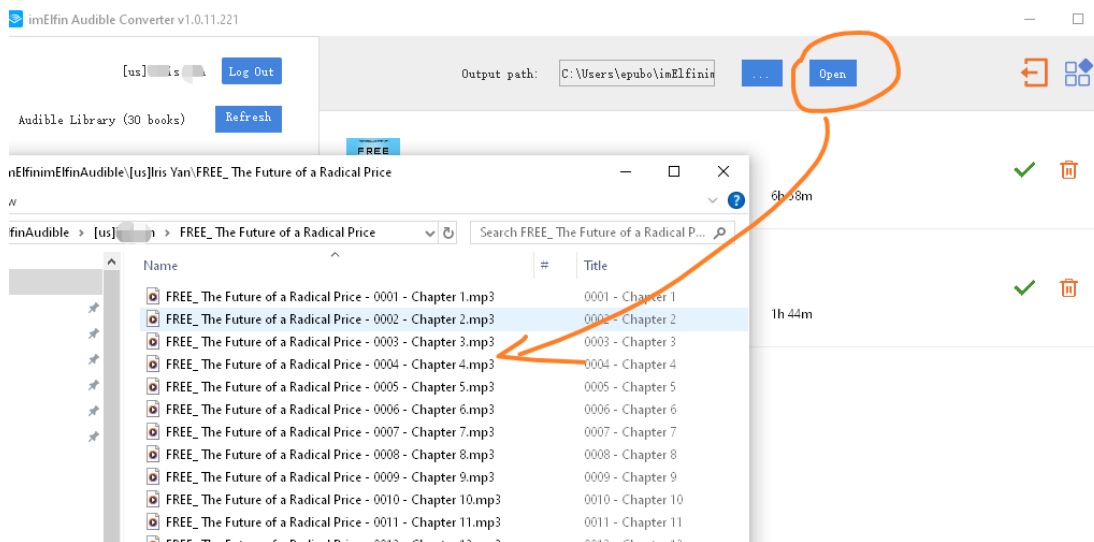 imElfin Audible Converter v1.0.11.221
[us] Log Out
Output path: C:\Users\epubo\imElfinim ... Open
Audible Library (30 books) Refresh
FREE
nElfinimElfinAudible\[us]Iris Yan\FREE_ The Future of a Radical Price
6h 58m
lfinAudible > [us] > FREE_ The Future of a Radical Price
Search FREE_ The Future of a Radical P...
Name # Title
FREE_ The Future of a Radical Price - 0001 - Chapter 1.mp3 0001 - Chapter 1
FREE_ The Future of a Radical Price - 0002 - Chapter 2.mp3 0002 - Chapter 2
1h 44m
FREE_ The Future of a Radical Price - 0003 - Chapter 3.mp3 0003 - Chapter 3
FREE_ The Future of a Radical Price - 0004 - Chapter 4.mp3 0004 - Chapter 4
FREE_ The Future of a Radical Price - 0005 - Chapter 5.mp3 0005 - Chapter 5
FREE_ The Future of a Radical Price - 0006 - Chapter 6.mp3 0006 - Chapter 6
FREE_ The Future of a Radical Price - 0007 - Chapter 7.mp3 0007 - Chapter 7
FREE_ The Future of a Radical Price - 0008 - Chapter 8.mp3 0008 - Chapter 8
FREE_ The Future of a Radical Price - 0009 - Chapter 9.mp3 0009 - Chapter 9
FREE_ The Future of a Radical Price - 0010 - Chapter 10.mp3 0010 - Chapter 10
FREE_ The Future of a Radical Price - 0011 - Chapter 11.mp3 0011 - Chapter 11